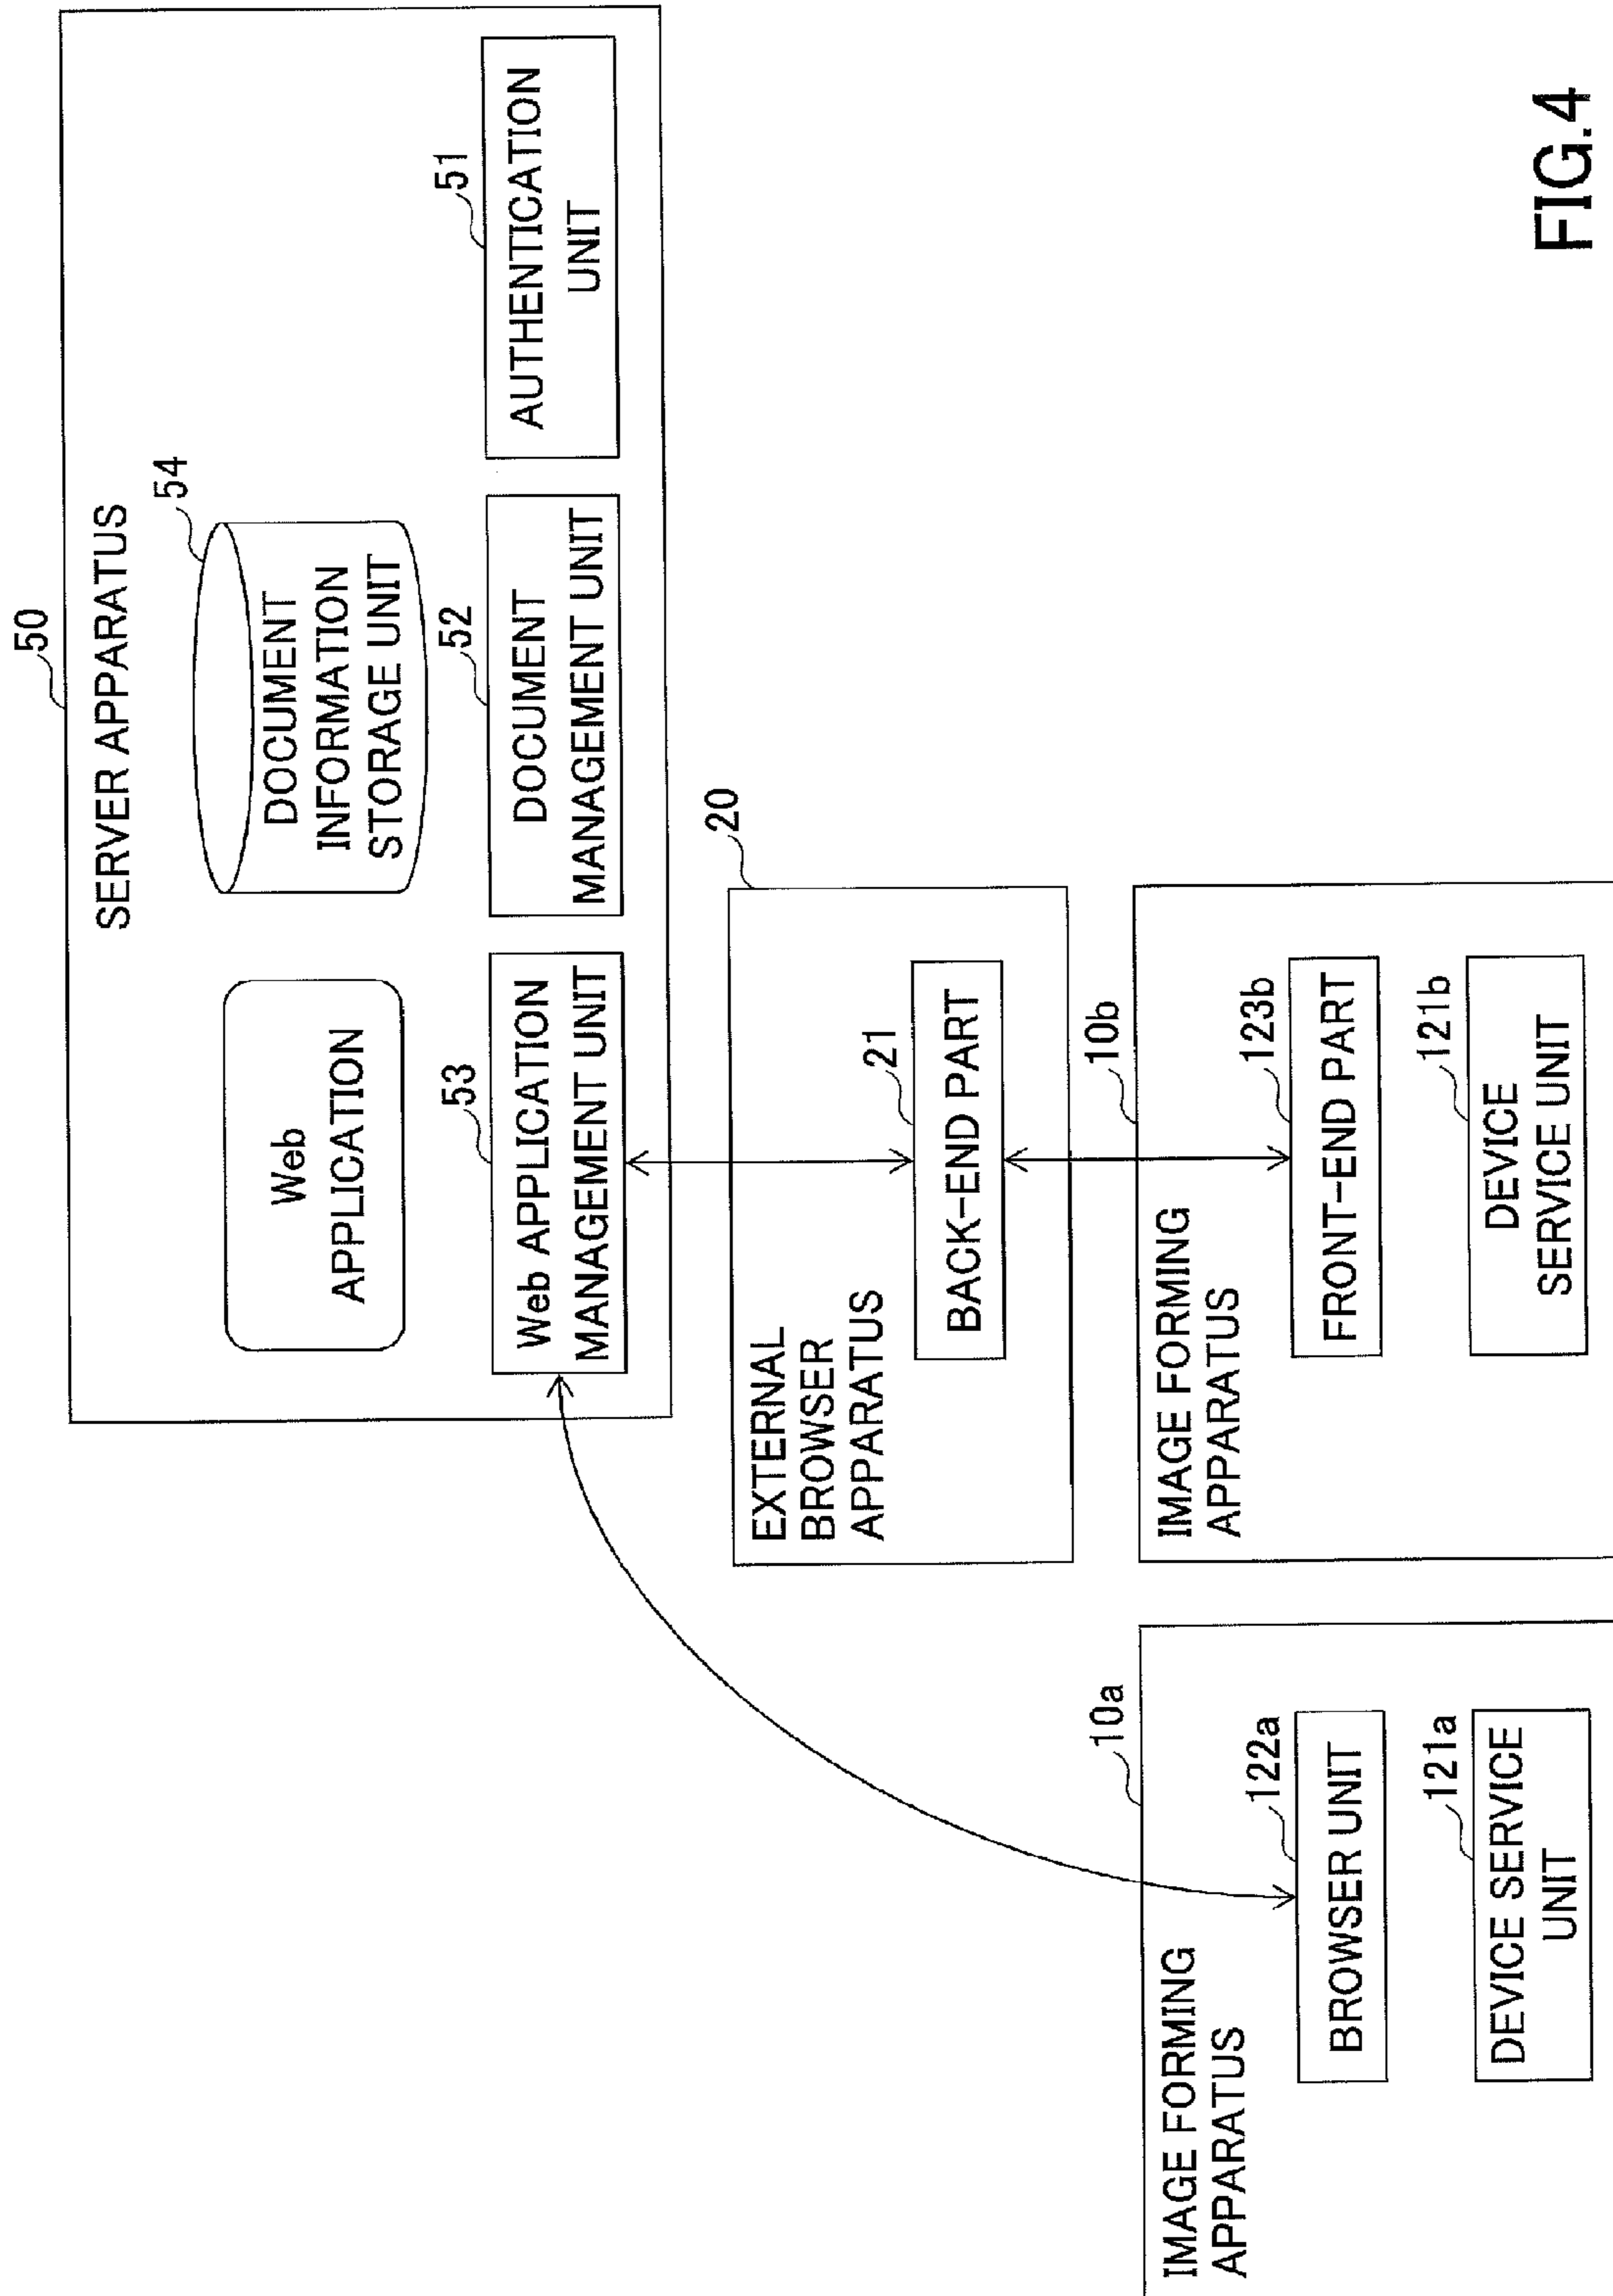 50
SERVER APPARATUS
Web
APPLICATION
54
DOCUMENT
INFORMATION
STORAGE UNIT
53
Web APPLICATION
MANAGEMENT UNIT
52
DOCUMENT
MANAGEMENT UNIT
51
AUTHENTICATION
UNIT
20
EXTERNAL
BROWSER
APPARATUS
21
BACK-END PART
10a
IMAGE FORMING
APPARATUS
122a
BROWSER UNIT
121a
DEVICE SERVICE
UNIT
10b
IMAGE FORMING
APPARATUS
123b
FRONT-END PART
121b
DEVICE
SERVICE UNIT
FIG.4